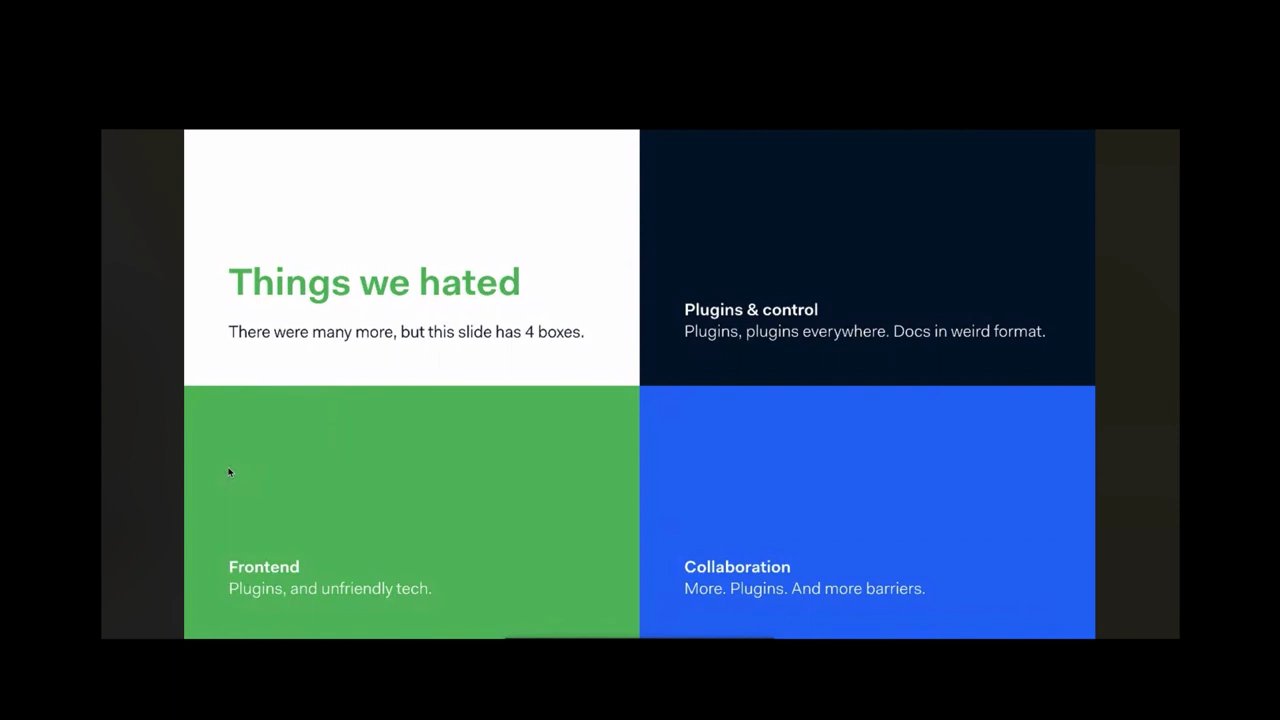 Things we hated
There were many more, but this slide has 4 boxes.
Plugins & control
Plugins, plugins everywhere. Docs in weird format.
Frontend
Plugins, and unfriendly tech.
Collaboration
More. Plugins. And more barriers.